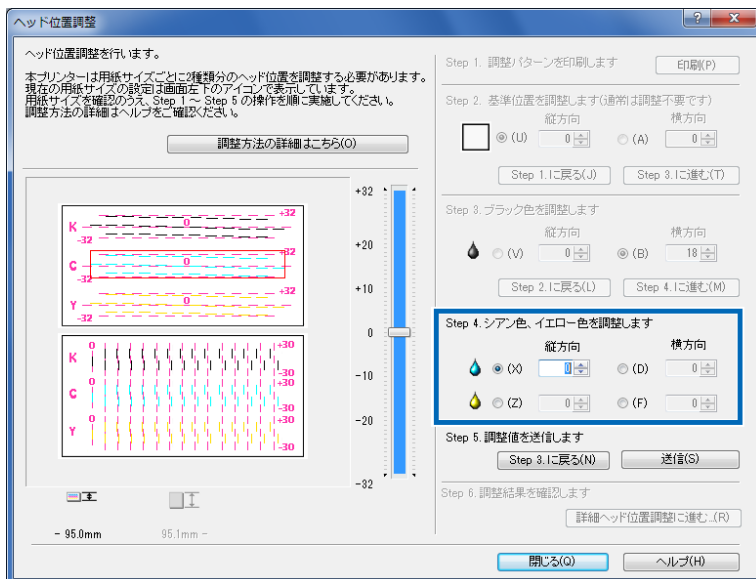 ヘッド位置調整
ヘッド位置調整を行います。
本プリンターは用紙サイズごとに2種類分のヘッド位置を調整する必要があります。
現在の用紙サイズの設定は画面左下のアイコンで表示しています。
用紙サイズを確認のうえ、Step 1 ～ Step 5 の操作を順に実施してください。
調整方法の詳細はヘルプをご確認ください。
調整方法の詳細はこちら(O)
K -32 0 +32
C -32 0 +32
Y -32 0 +32
K 0 +30 -30
C 0 +30 -30
Y 0 +30 -30
+32
+20
+10
0
-10
-20
-32
- 95.0mm
95.1mm -
Step 1. 調整パターンを印刷します
印刷(P)
Step 2. 基準位置を調整します(通常は調整不要です)
縦方向 横方向
(U) 0 (A) 0
Step 1.に戻る(J) Step 3.に進む(T)
Step 3. ブラック色を調整します
縦方向 横方向
(V) 0 (B) 18
Step 2.に戻る(L) Step 4.に進む(M)
Step 4. シアン色、イエロー色を調整します
縦方向 横方向
(X) 0 (D) 0
(Z) 0 (F) 0
Step 5. 調整値を送信します
Step 3.に戻る(N) 送信(S)
Step 6. 調整結果を確認します
詳細ヘッド位置調整に進む...(R)
閉じる(Q) ヘルプ(H)